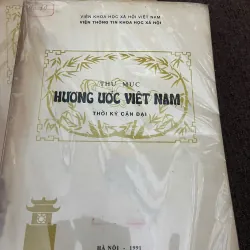 VIỆN KHOA HỌC XÃ HỘI VIỆT NAM
VIỆN THÔNG TIN KHOA HỌC XÃ HỘI
THƯ MỤC
HƯƠNG ƯỚC VIỆT NAM
THỜI KỲ CẬN ĐẠI
HÀ NỘI - 1991